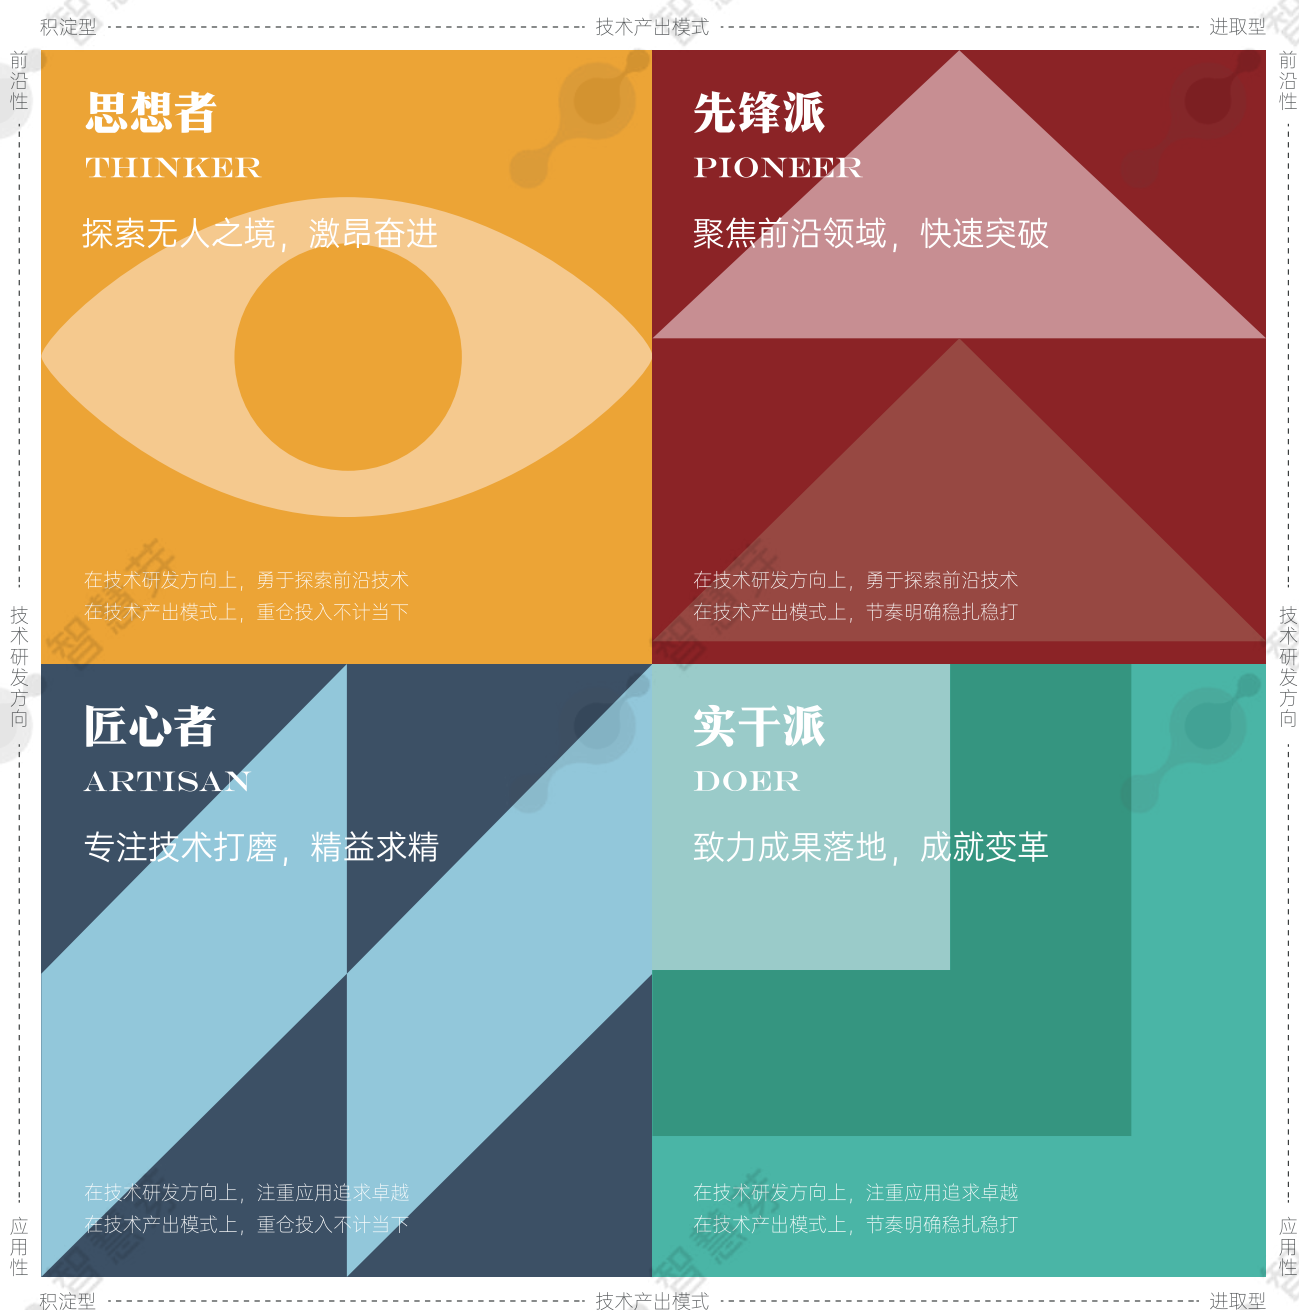 积淀型 技术产出模式 进取型
前沿性
前沿性
思想者
THINKER
探索无人之境，激昂奋进
先锋派
PIONEER
聚焦前沿领域，快速突破
在技术研发方向上，勇于探索前沿技术
在技术产出模式上，重仓投入不计当下
在技术研发方向上，勇于探索前沿技术
在技术产出模式上，节奏明确稳扎稳打
技术研发方向
技术研发方向
匠心者
ARTISAN
专注技术打磨，精益求精
实干派
DOER
致力成果落地，成就变革
在技术研发方向上，注重应用追求卓越
在技术产出模式上，重仓投入不计当下
在技术研发方向上，注重应用追求卓越
在技术产出模式上，节奏明确稳扎稳打
应用性
应用性
积淀型 技术产出模式 进取型
智慧芽
智慧芽
智慧芽
智慧芽